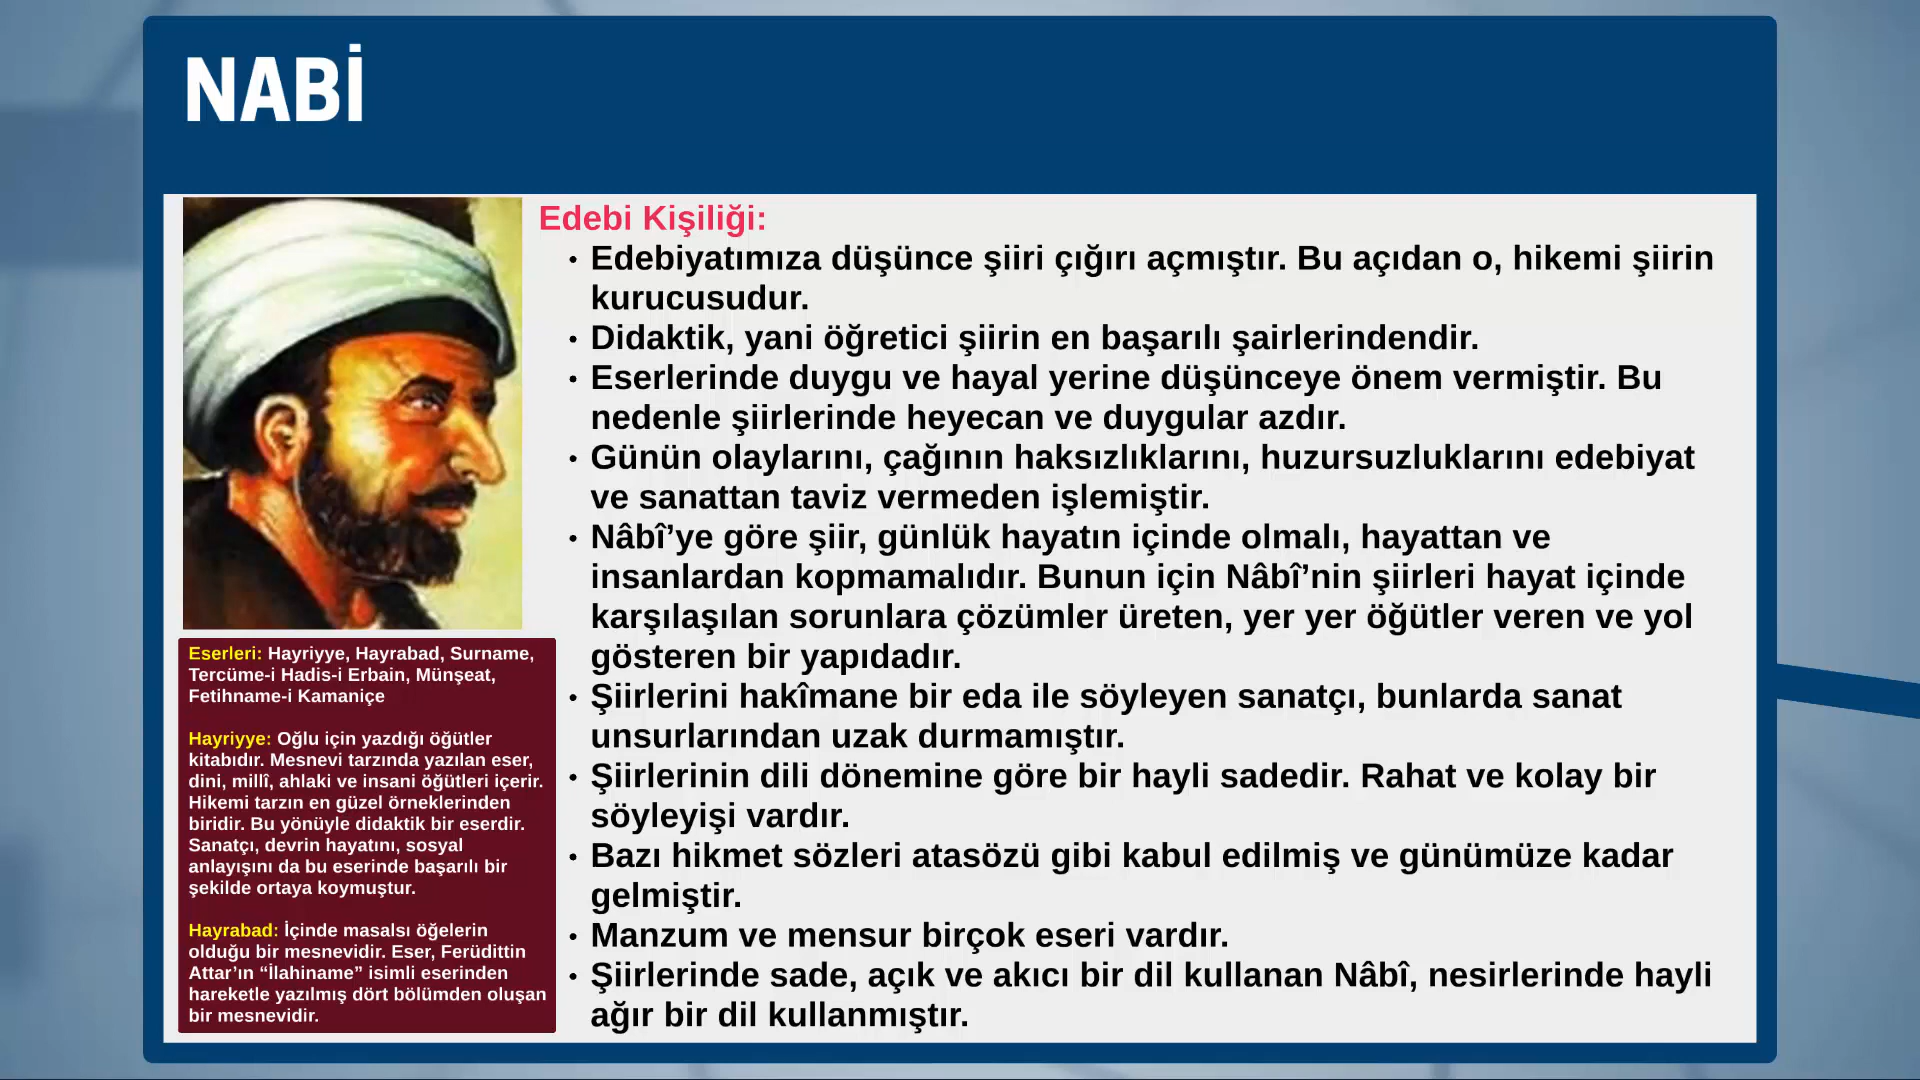 NABİ
Edebi Kişiliği:
• Edebiyatımıza düşünce şiiri çığırı açmıştır. Bu açıdan o, hikemi şiirin
kurucusudur.
• Didaktik, yani öğretici şiirin en başarılı şairlerindendir.
• Eserlerinde duygu ve hayal yerine düşünceye önem vermiştir. Bu
nedenle şiirlerinde heyecan ve duygular azdır.
• Günün olaylarını, çağının haksızlıklarını, huzursuzluklarını edebiyat
ve sanattan taviz vermeden işlemiştir.
• Nâbî’ye göre şiir, günlük hayatın içinde olmalı, hayattan ve
insanlardan kopmamalıdır. Bunun için Nâbî’nin şiirleri hayat içinde
karşılaşılan sorunlara çözümler üreten, yer yer öğütler veren ve yol
gösteren bir yapıdadır.
• Şiirlerini hakîmane bir eda ile söyleyen sanatçı, bunlarda sanat
unsurlarından uzak durmamıştır.
• Şiirlerinin dili dönemine göre bir hayli sadedir. Rahat ve kolay bir
söyleyişi vardır.
• Bazı hikmet sözleri atasözü gibi kabul edilmiş ve günümüze kadar
gelmiştir.
• Manzum ve mensur birçok eseri vardır.
• Şiirlerinde sade, açık ve akıcı bir dil kullanan Nâbî, nesirlerinde hayli
ağır bir dil kullanmıştır.
Eserleri: Hayriyye, Hayrabad, Surname,
Tercüme-i Hadis-i Erbain, Münşeat,
Fetihname-i Kamaniçe
Hayriyye: Oğlu için yazdığı öğütler
kitabıdır. Mesnevi tarzında yazılan eser,
dini, millî, ahlaki ve insani öğütleri içerir.
Hikemi tarzın en güzel örneklerinden
biridir. Bu yönüyle didaktik bir eserdir.
Sanatçı, devrin hayatını, sosyal
anlayışını da bu eserinde başarılı bir
şekilde ortaya koymuştur.
Hayrabad: İçinde masalsı öğelerin
olduğu bir mesnevidir. Eser, Ferüdittin
Attar’ın “İlahiname” isimli eserinden
hareketle yazılmış dört bölümden oluşan
bir mesnevidir.